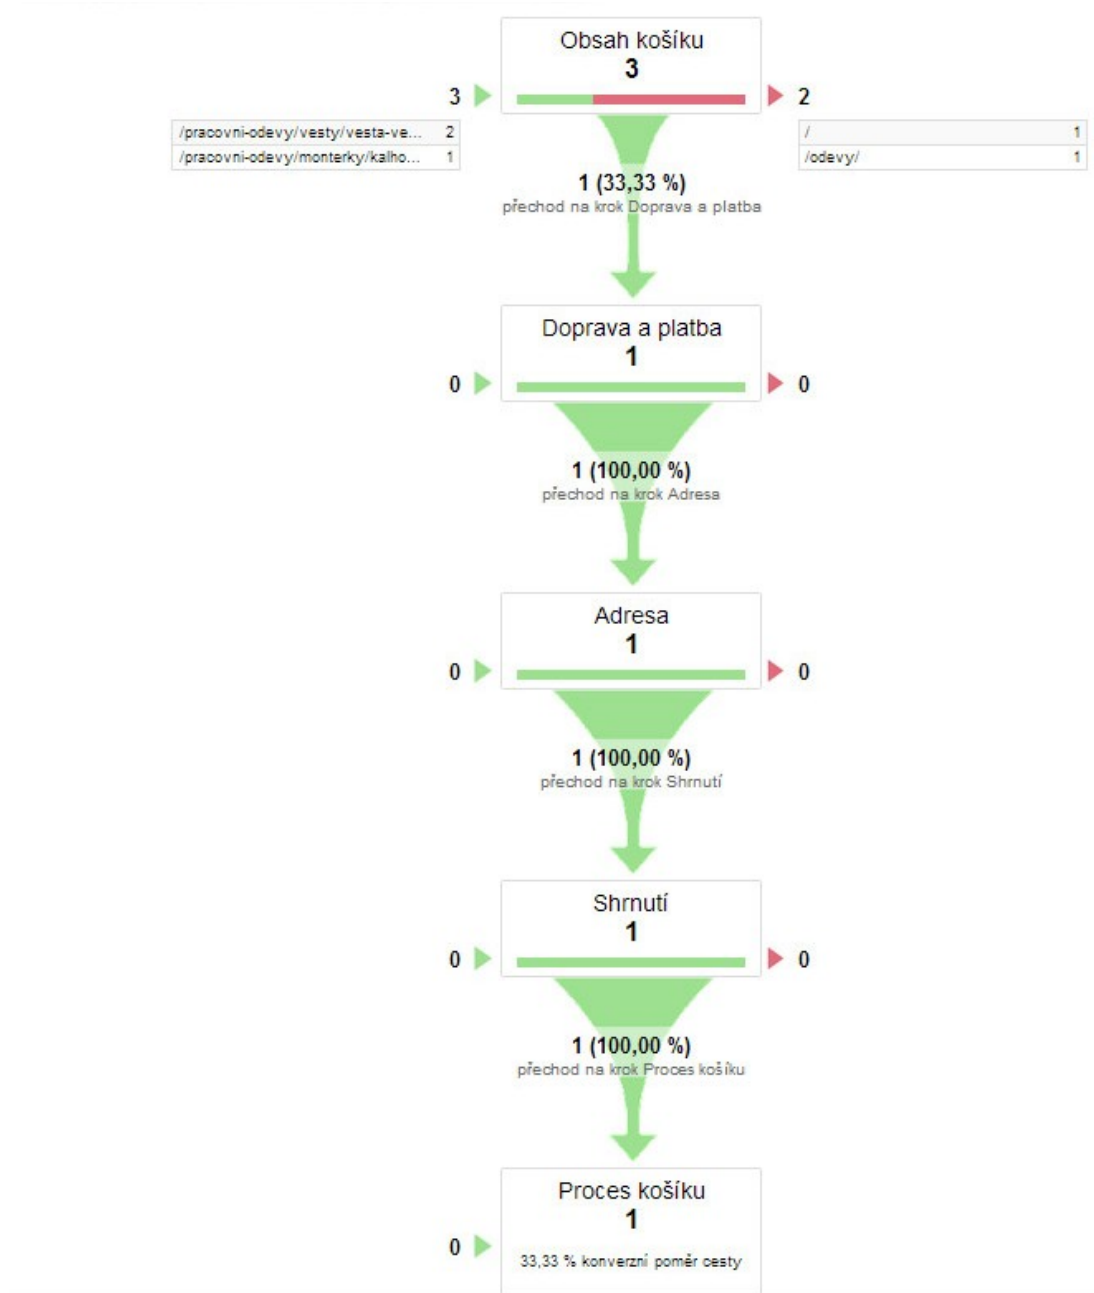 Obsah košíku
3
3
2
/pracovni-odevy/vesty/vesta-ve... 2
/pracovni-odevy/monterky/kalho... 1
/ 1
/odevy/ 1
1 (33,33 %)
přechod na krok Doprava a platba
Doprava a platba
1
0
0
1 (100,00 %)
přechod na krok Adresa
Adresa
1
0
0
1 (100,00 %)
přechod na krok Shrnutí
Shrnutí
1
0
0
1 (100,00 %)
přechod na krok Proces košíku
Proces košíku
1
0
33,33 % konverzní poměr cesty